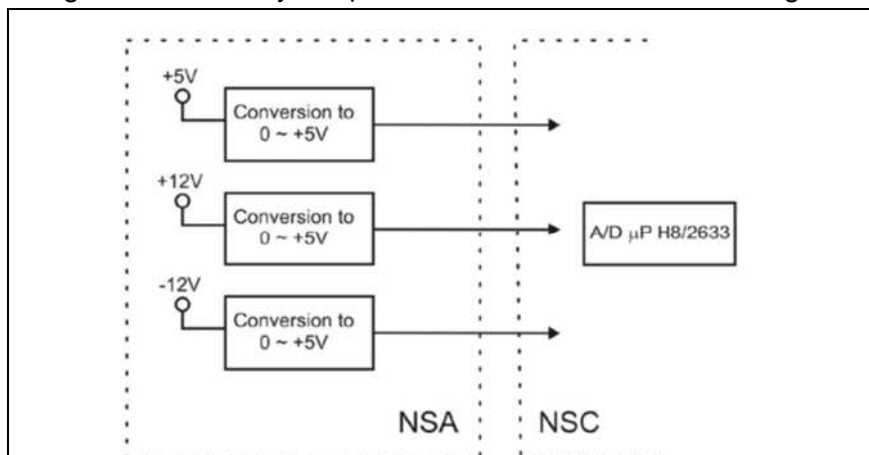 +5V
Conversion to
0 ~ +5V
+12V
Conversion to
0 ~ +5V
A/D μP H8/2633
-12V
Conversion to
0 ~ +5V
NSA
NSC